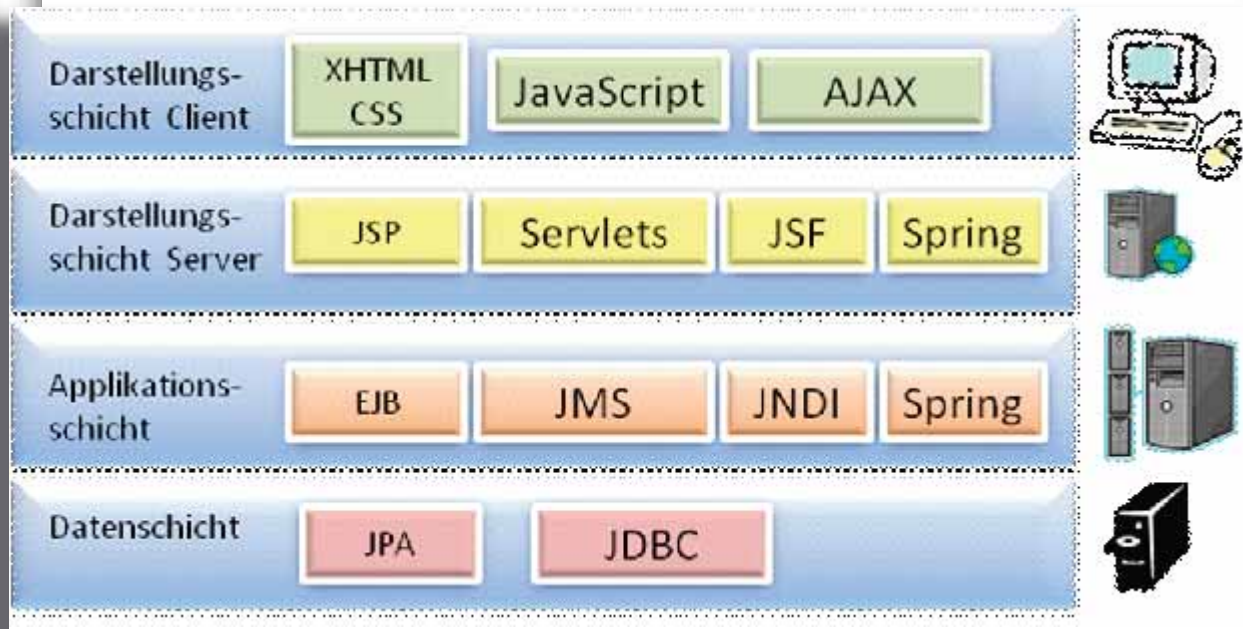 Darstellungs-
schicht Client
XHTML
CSS
JavaScript
AJAX
Darstellungs-
schicht Server
JSP
Servlets
JSF
Spring
Applikations-
schicht
EJB
JMS
JNDI
Spring
Datenschicht
JPA
JDBC